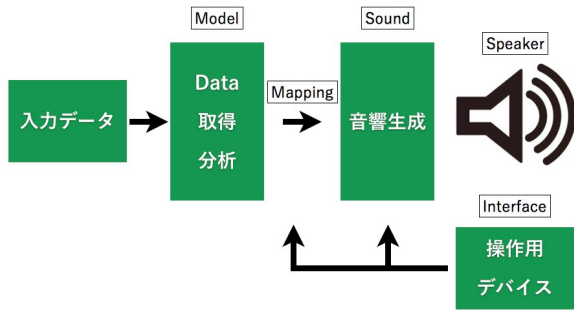 Model
Sound
Speaker
入力データ
Data
取得
分析
Mapping
音響生成
Interface
操作用
デバイス